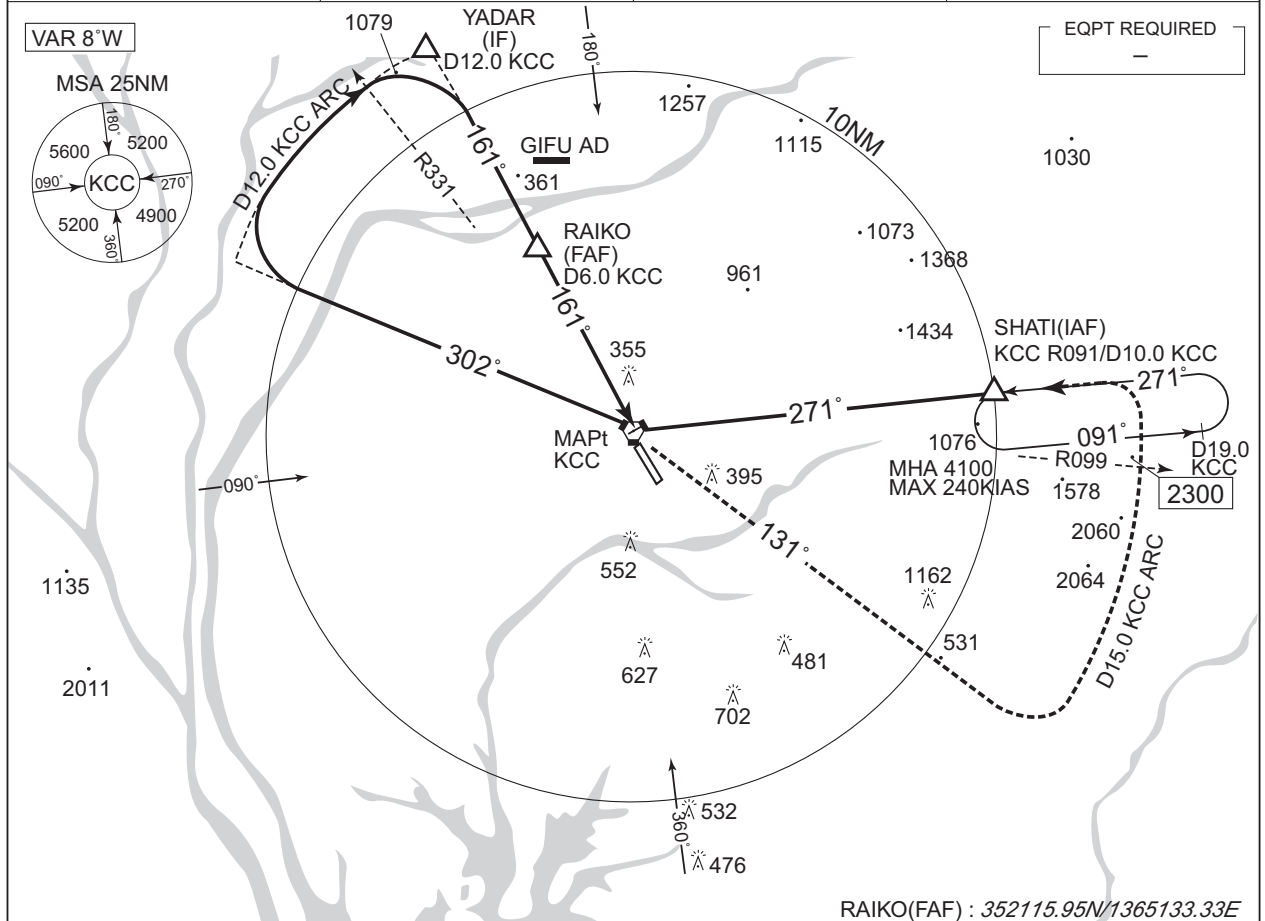 VAR 8°W
MSA 25NM
180°
5600
5200
090°
KCC
270°
5200
4900
360°
1079
YADAR
(IF)
D12.0 KCC
180°
EQPT REQUIRED
–
D12.0 KCC ARC
R331
161°
GIFU AD
361
1257
1115
10NM
1030
RAIKO
(FAF)
D6.0 KCC
161°
961
1073
1368
1434
302°
355
SHATI(IAF)
KCC R091/D10.0 KCC
271°
271°
MAPt
KCC
1076
091°
D19.0
KCC
R099
MHA 4100
MAX 240KIAS
1578
2300
090°
395
131°
2060
2064
D15.0 KCC ARC
552
1162
1135
531
627
481
2011
702
360°
532
476
RAIKO(FAF) : 352115.95N/1365133.33E